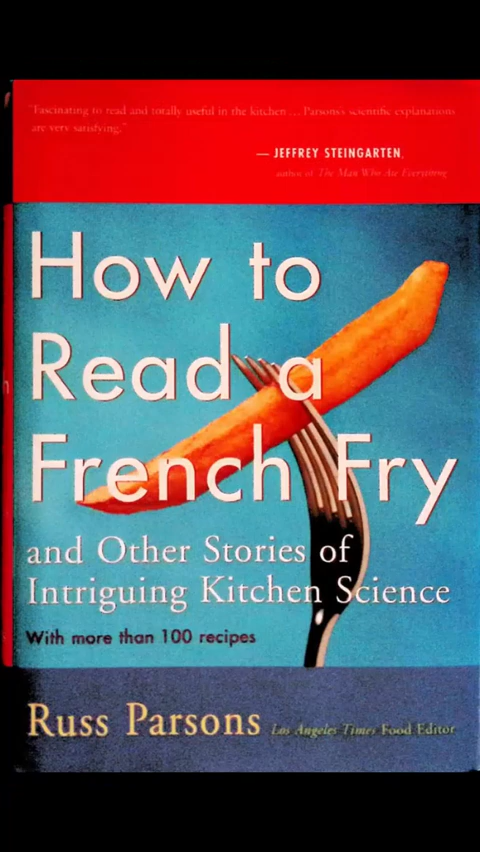 "Fascinating to read and totally useful in the kitchen ... Parsons's scientific explanations
are very satisfying."
— JEFFREY STEINGARTEN,
author of The Man Who Ate Everything
How to
Read a
French Fry
and Other Stories of
Intriguing Kitchen Science
With more than 100 recipes
Russ Parsons Los Angeles Times Food Editor